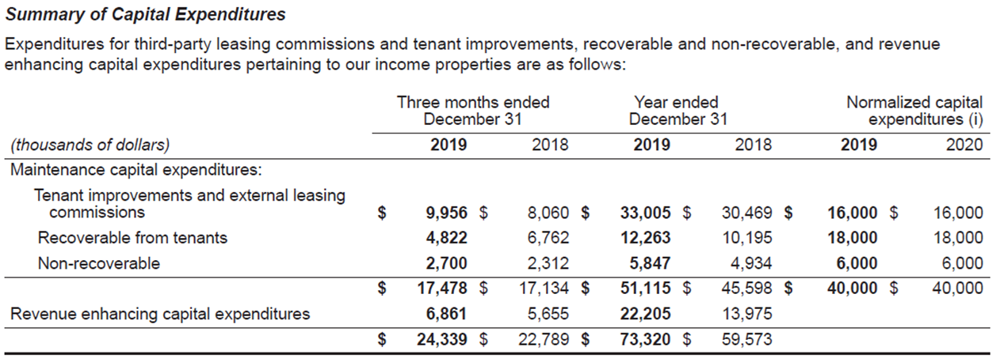 Summary of Capital Expenditures
Expenditures for third-party leasing commissions and tenant improvements, recoverable and non-recoverable, and revenue
enhancing capital expenditures pertaining to our income properties are as follows:
Three months ended Year ended Normalized capital
December 31 December 31 expenditures (i)
(thousands of dollars) 2019 2018 2019 2018 2019 2020
Maintenance capital expenditures:
Tenant improvements and external leasing
commissions $ 9,956 $ 8,060 $ 33,005 $ 30,469 $ 16,000 $ 16,000
Recoverable from tenants 4,822 6,762 12,263 10,195 18,000 18,000
Non-recoverable 2,700 2,312 5,847 4,934 6,000 6,000
$ 17,478 $ 17,134 $ 51,115 $ 45,598 $ 40,000 $ 40,000
Revenue enhancing capital expenditures 6,861 5,655 22,205 13,975
$ 24,339 $ 22,789 $ 73,320 $ 59,573